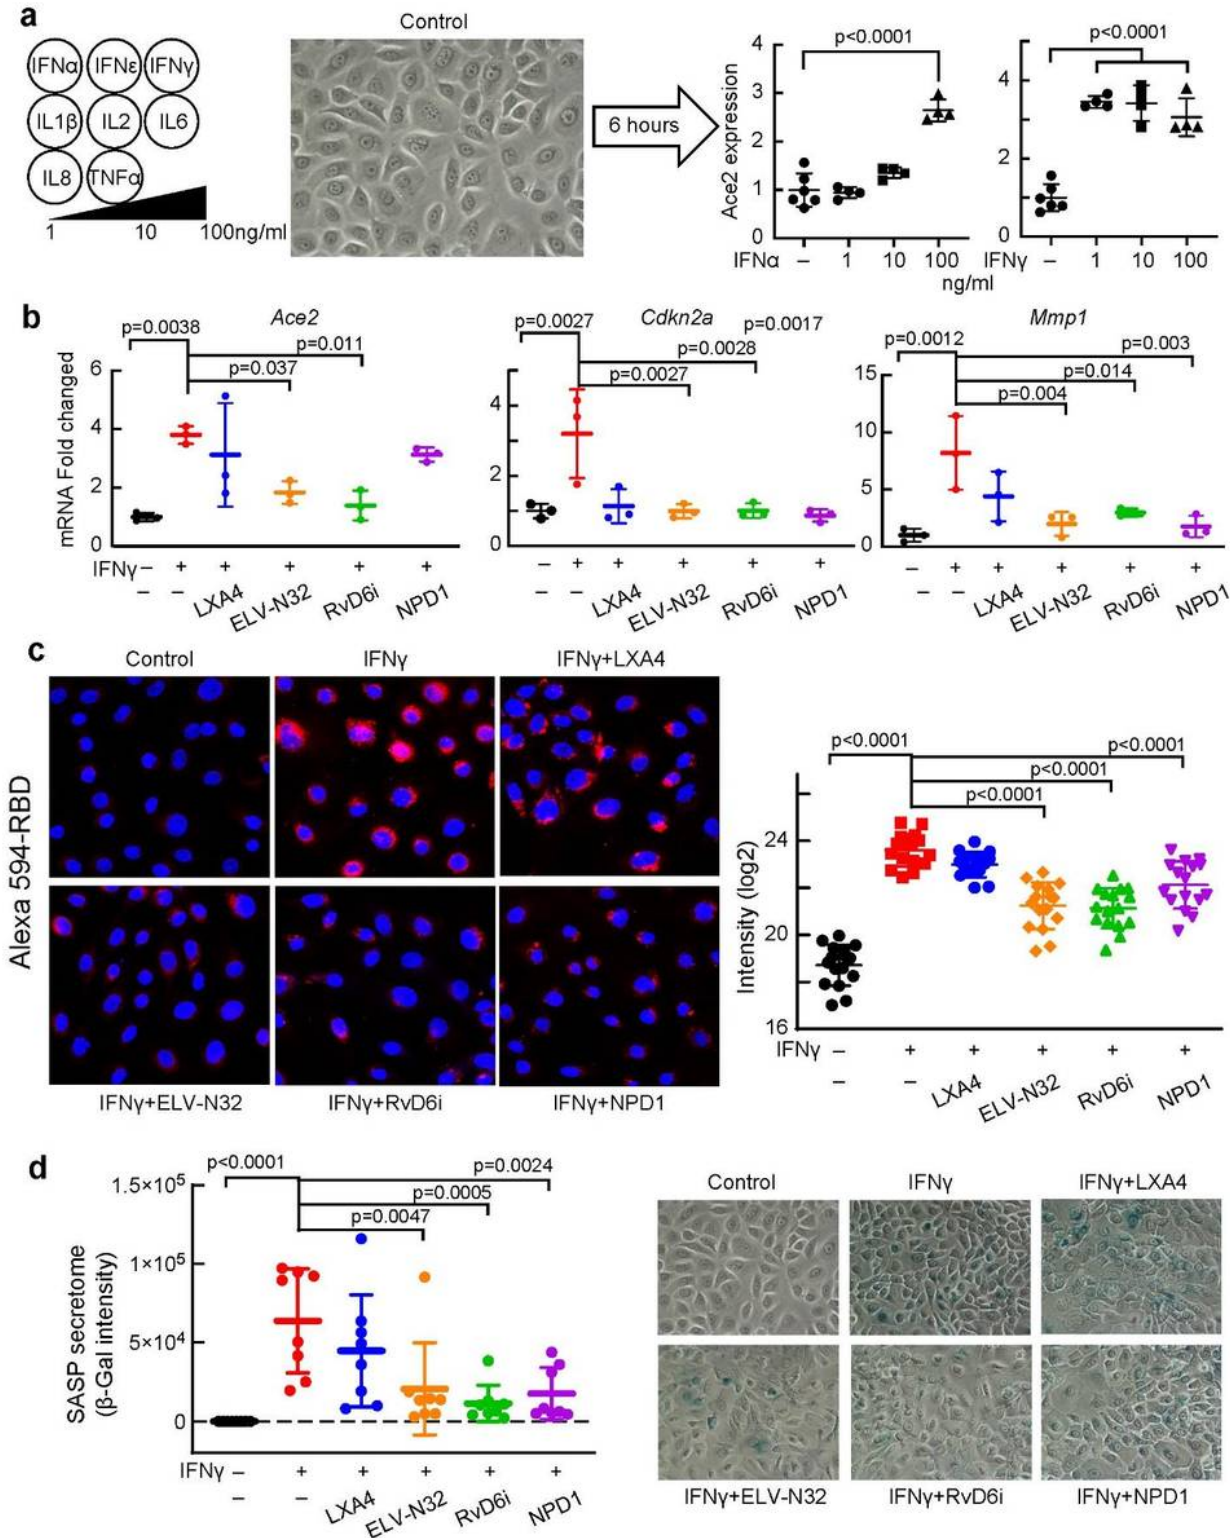 a
Control
IFNα IFNε IFNγ
IL1β IL2 IL6
IL8 TNFα
1 10 100ng/ml
6 hours
Ace2 expression
4
3
2
1
0
p<0.0001
IFNα – 1 10 100
ng/ml
p<0.0001
4
2
0
IFNγ – 1 10 100
b
mRNA Fold changed
Ace2
p=0.0038
p=0.011
p=0.037
6
4
2
0
IFNγ – + + + + +
– – LXA4 ELV-N32 RvD6i NPD1
Cdkn2a
p=0.0027
p=0.0017
p=0.0028
p=0.0027
4
2
0
– + + + + +
– – LXA4 ELV-N32 RvD6i NPD1
Mmp1
p=0.0012
p=0.003
p=0.014
p=0.004
15
10
5
0
– + + + + +
– – LXA4 ELV-N32 RvD6i NPD1
c
Alexa 594-RBD
Control IFNγ IFNγ+LXA4
IFNγ+ELV-N32 IFNγ+RvD6i IFNγ+NPD1
Intensity (log2)
p<0.0001
p<0.0001
p<0.0001
p<0.0001
24
20
16
IFNγ – + + + + +
– – LXA4 ELV-N32 RvD6i NPD1
d
SASP secretome
(β-Gal intensity)
p<0.0001
p=0.0024
p=0.0005
p=0.0047
1.5×10⁵
1×10⁵
5×10⁴
0
IFNγ – + + + + +
– – LXA4 ELV-N32 RvD6i NPD1
Control IFNγ IFNγ+LXA4
IFNγ+ELV-N32 IFNγ+RvD6i IFNγ+NPD1